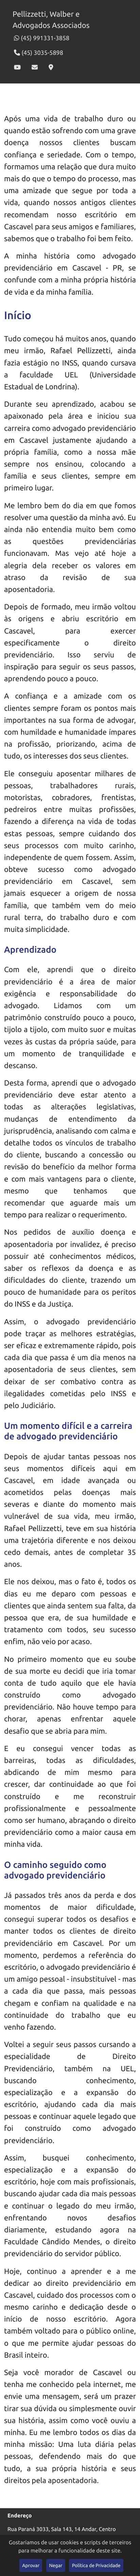 Pellizzetti, Walber e
Advogados Associados
(45) 991331-3858
(45) 3035-5898
Após uma vida de trabalho duro ou
quando estão sofrendo com uma grave
doença nossos clientes buscam
confiança e seriedade. Com o tempo,
formamos uma relação que dura muito
mais do que o tempo do processo, mas
uma amizade que segue por toda a
vida, quando nossos antigos clientes
recomendam nosso escritório em
Cascavel para seus amigos e familiares,
sabemos que o trabalho foi bem feito.
A minha história como advogado
previdenciário em Cascavel - PR, se
confunde com a minha própria história
de vida e da minha família.
Início
Tudo começou há muitos anos, quando
meu irmão, Rafael Pellizzetti, ainda
fazia estágio no INSS, quando cursava
a faculdade UEL (Universidade
Estadual de Londrina).
Durante seu aprendizado, acabou se
apaixonado pela área e iniciou sua
carreira como advogado previdenciário
em Cascavel justamente ajudando a
própria família, como a nossa mãe
sempre nos ensinou, colocando a
família e seus clientes, sempre em
primeiro lugar.
Me lembro bem do dia em que fomos
resolver uma questão da minha avó. Eu
ainda não entendia muito bem como
as questões previdenciárias
funcionavam. Mas vejo até hoje a
alegria dela receber os valores em
atraso da revisão de sua
aposentadoria.
Depois de formado, meu irmão voltou
às origens e abriu escritório em
Cascavel, para exercer
especificamente o direito
previdenciário. Isso serviu de
inspiração para seguir os seus passos,
aprendendo pouco a pouco.
A confiança e a amizade com os
clientes sempre foram os pontos mais
importantes na sua forma de advogar,
com humildade e humanidade ímpares
na profissão, priorizando, acima de
tudo, os interesses dos seus clientes.
Ele conseguiu aposentar milhares de
pessoas, trabalhadores rurais,
motoristas, cobradores, frentistas,
pedreiros entre muitas profissões,
fazendo a diferença na vida de todas
estas pessoas, sempre cuidando dos
seus processos com muito carinho,
independente de quem fossem. Assim,
obteve sucesso como advogado
previdenciário em Cascavel, sem
jamais esquecer a origem de nossa
família, que também vem do meio
rural terra, do trabalho duro e com
muita simplicidade.
Aprendizado
Com ele, aprendi que o direito
previdenciário é a área de maior
exigência e responsabilidade do
advogado. Lidamos com um
patrimônio construído pouco a pouco,
tijolo a tijolo, com muito suor e muitas
vezes às custas da própria saúde, para
um momento de tranquilidade e
descanso.
Desta forma, aprendi que o advogado
previdenciário deve estar atento a
todas as alterações legislativas,
mudanças de entendimento da
jurisprudência, analisando com calma e
detalhe todos os vínculos de trabalho
do cliente, buscando a concessão ou
revisão do benefício da melhor forma
e com mais vantagens para o cliente,
mesmo que tenhamos que
recomendar que aguarde mais um
tempo para realizar o requerimento.
Nos pedidos de auxílio doença e
aposentadoria por invalidez, é preciso
possuir até conhecimentos médicos,
saber os reflexos da doença e as
dificuldades do cliente, trazendo um
pouco de humanidade para os peritos
do INSS e da Justiça.
Assim, o advogado previdenciário
pode traçar as melhores estratégias,
ser eficaz e extremamente rápido, pois
cada dia que passa é um dia menos na
aposentadoria de seus clientes, sem
deixar de ser combativo contra as
ilegalidades cometidas pelo INSS e
pelo Judiciário.
Um momento difícil e a carreira
de advogado previdenciário
Depois de ajudar tantas pessoas nos
seus momentos difíceis aqui em
Cascavel, em idade avançada ou
acometidos pelas doenças mais
severas e diante do momento mais
vulnerável de sua vida, meu irmão,
Rafael Pellizzetti, teve em sua história
uma trajetória diferente e nos deixou
cedo demais, antes de completar 35
anos.
Ele nos deixou, mas o fato é, todos os
dias eu me deparo com pessoas e
clientes que ainda sentem sua falta, da
pessoa que era, de sua humildade e
tratamento com todos, seu sucesso
enfim, não veio por acaso.
No primeiro momento que eu soube
de sua morte eu decidi que iria tomar
conta de tudo aquilo que ele havia
construído como advogado
previdenciário. Não houve tempo para
chorar, apenas enfrentar aquele
desafio que se abria para mim.
E eu consegui vencer todas as
barreiras, todas as dificuldades,
abdicando de mim mesmo para
crescer, dar continuidade ao que foi
construído e me reconstruir
profissionalmente e pessoalmente
como ser humano, abraçando o direito
previdenciário como a maior causa em
minha vida.
O caminho seguido como
advogado previdenciário
Já passados três anos da perda e dos
momentos de maior dificuldade,
consegui superar todos os desafios e
manter todos os clientes de direito
previdenciário em Cascavel. Por um
momento, perdemos a referência do
escritório, o advogado previdenciário é
um amigo pessoal - insubstituível - mas
a cada dia que passa, mais pessoas
chegam e confiam na qualidade e na
continuidade do trabalho que eu
venho fazendo.
Voltei a seguir seus passos cursando a
especialidade de Direito
Previdenciário, também na UEL,
buscando conhecimento,
especialização e a expansão do
escritório, ajudando cada dia mais
pessoas e continuar aquele legado que
foi construído como advogado
previdenciário.
Assim, busquei conhecimento,
especialização e a expansão do
escritório, hoje com mais profissionais,
buscando ajudar cada dia mais pessoas
e continuar o legado do meu irmão,
enfrentando novos desafios
diariamente, estudando agora na
Faculdade Cândido Mendes, o direito
previdenciário do servidor público.
Hoje, continuo a aprender e a me
dedicar ao direito previdenciário em
Cascavel, cuidado dos processos com o
mesmo carinho e dedicação desde o
início de nosso escritório. Agora
também voltado para o público online,
o que me permite ajudar pessoas do
Brasil inteiro.
Seja você morador de Cascavel ou
tenha me conhecido pela internet, me
envie uma mensagem, será um prazer
tirar sua dúvida ou simplesmente ouvir
sua história, assim como você ouviu a
minha. Eu me lembro todos os dias da
minha missão: Uma luta diária pelas
pessoas, defendendo mais do que
tudo, a sua própria história e seus
direitos pela aposentadoria.
Endereço
Rua Paraná 3033, Sala 143, 14 Andar, Centro
Gostaríamos de usar cookies e scripts de terceiros
para melhorar a funcionalidade deste site.
Aprovar Negar Política de Privacidade